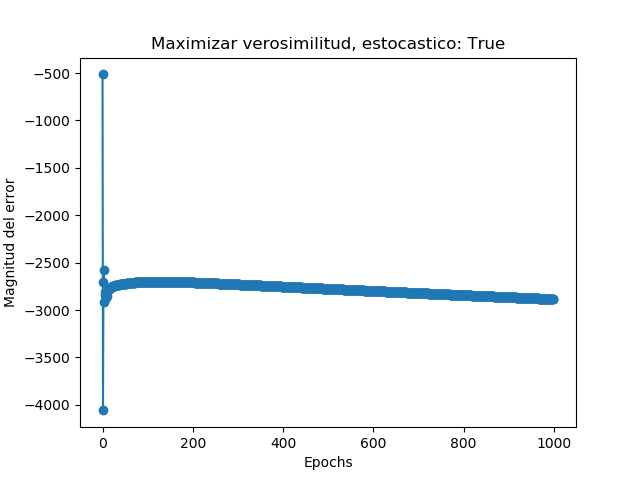 Maximizar verosimilitud, estocastico: True
Magnitud del error
−500
−1000
−1500
−2000
−2500
−3000
−3500
−4000
0 200 400 600 800 1000
Epochs